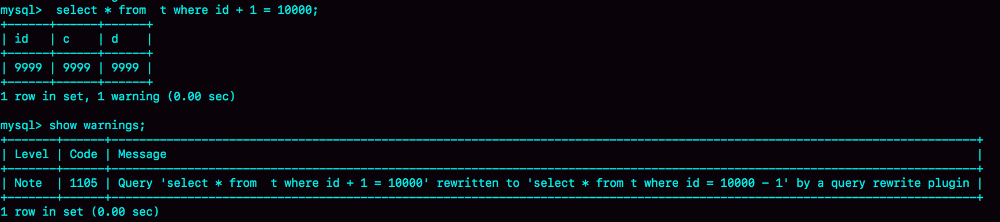 mysql>  select * from  t where id + 1 = 10000;
+------+------+------+
| id   | c    | d    |
+------+------+------+
| 9999 | 9999 | 9999 |
+------+------+------+
1 row in set, 1 warning (0.00 sec)
mysql> show warnings;
+-------+------+-----------------------------------------------------------------------------------------------------------------------------+
| Level | Code | Message                                                                                                                     |
+-------+------+-----------------------------------------------------------------------------------------------------------------------------+
| Note  | 1105 | Query 'select * from  t where id + 1 = 10000' rewritten to 'select * from t where id = 10000 - 1' by a query rewrite plugin |
+-------+------+-----------------------------------------------------------------------------------------------------------------------------+
1 row in set (0.00 sec)